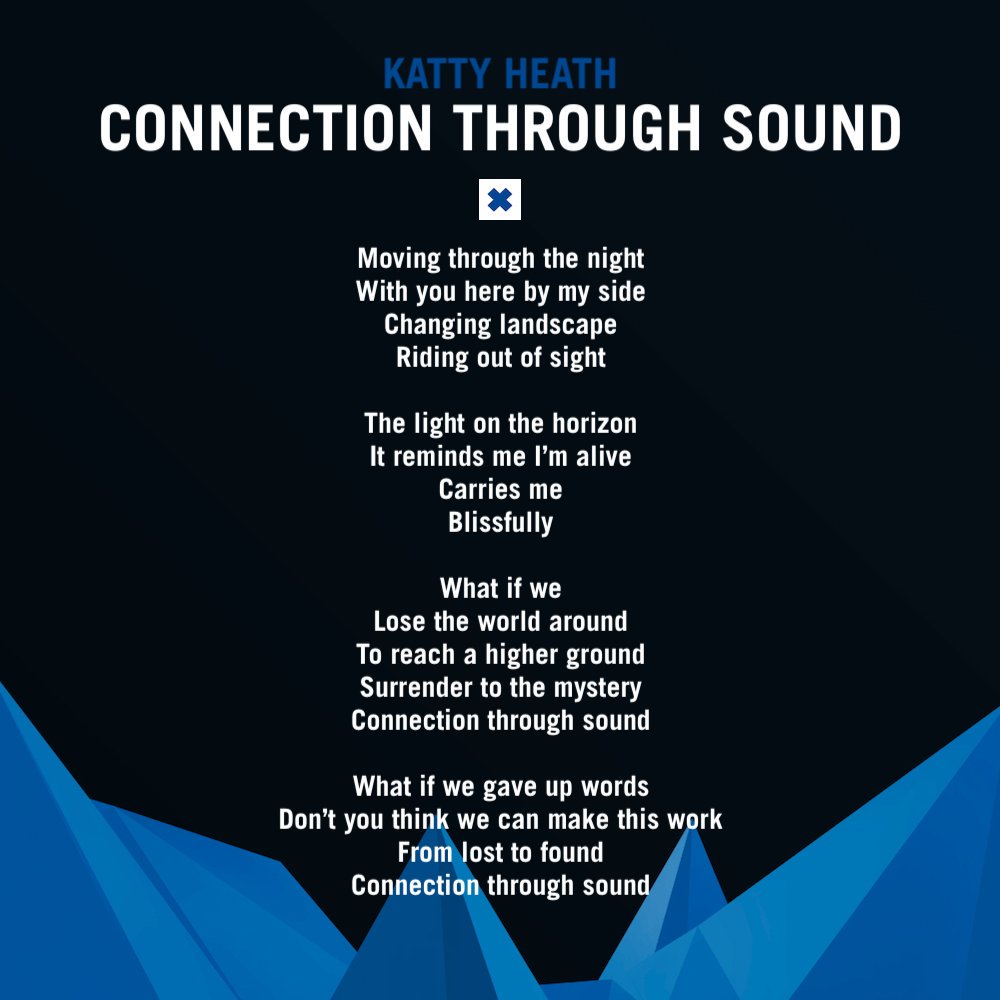 KATTY HEATH
CONNECTION THROUGH SOUND
Moving through the night
With you here by my side
Changing landscape
Riding out of sight
The light on the horizon
It reminds me I’m alive
Carries me
Blissfully
What if we
Lose the world around
To reach a higher ground
Surrender to the mystery
Connection through sound
What if we gave up words
Don’t you think we can make this work
From lost to found
Connection through sound